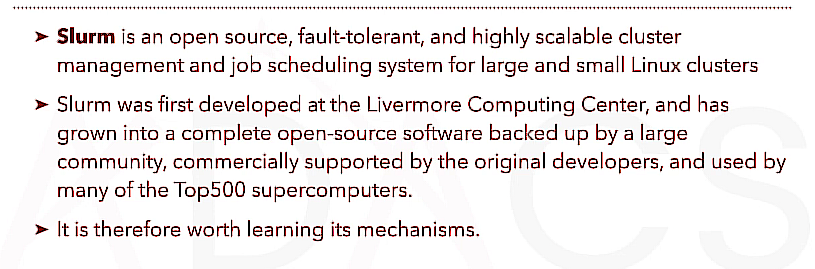 ➤ Slurm is an open source, fault-tolerant, and highly scalable cluster
management and job scheduling system for large and small Linux clusters
➤ Slurm was first developed at the Livermore Computing Center, and has
grown into a complete open-source software backed up by a large
community, commercially supported by the original developers, and used by
many of the Top500 supercomputers.
➤ It is therefore worth learning its mechanisms.
ADACS